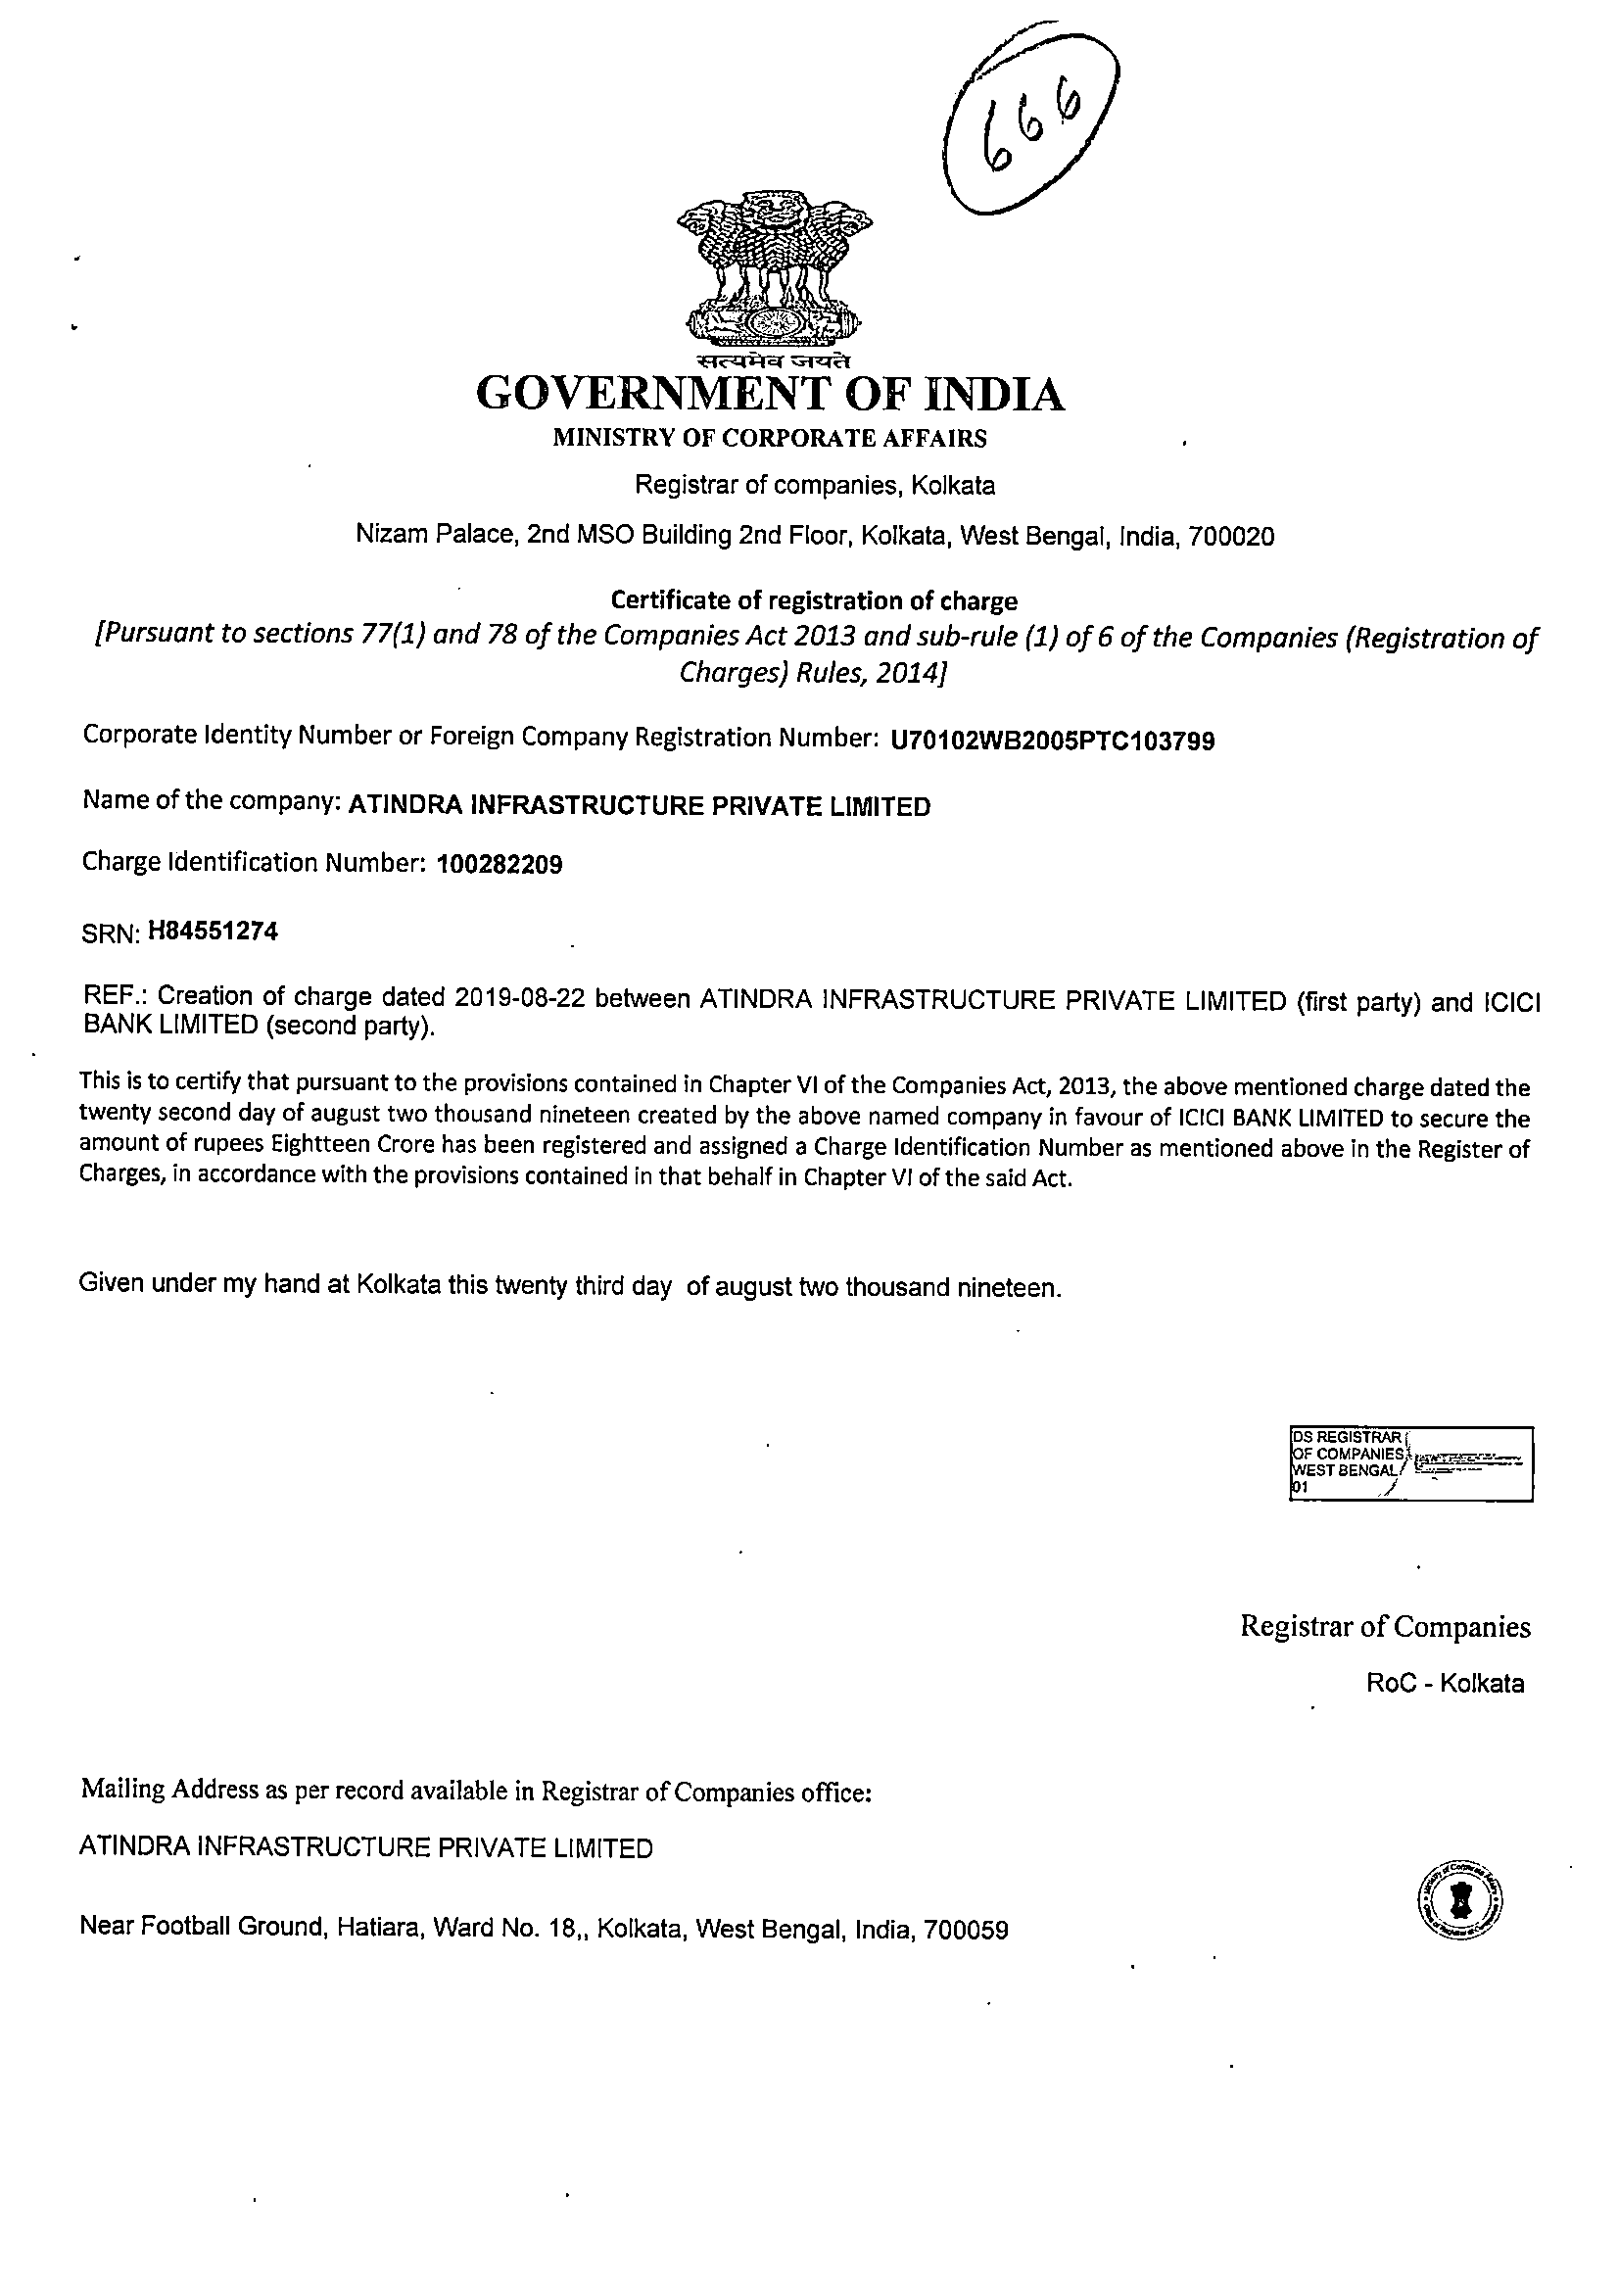 666
सत्यमेव जयते
GOVERNMENT OF INDIA
MINISTRY OF CORPORATE AFFAIRS
Registrar of companies, Kolkata
Nizam Palace, 2nd MSO Building 2nd Floor, Kolkata, West Bengal, India, 700020
Certificate of registration of charge
[Pursuant to sections 77(1) and 78 of the Companies Act 2013 and sub-rule (1) of 6 of the Companies (Registration of
Charges) Rules, 2014]
Corporate Identity Number or Foreign Company Registration Number: U70102WB2005PTC103799
Name of the company: ATINDRA INFRASTRUCTURE PRIVATE LIMITED
Charge Identification Number: 100282209
SRN: H84551274
REF.: Creation of charge dated 2019-08-22 between ATINDRA INFRASTRUCTURE PRIVATE LIMITED (first party) and ICICI
BANK LIMITED (second party).
This is to certify that pursuant to the provisions contained in Chapter VI of the Companies Act, 2013, the above mentioned charge dated the
twenty second day of august two thousand nineteen created by the above named company in favour of ICICI BANK LIMITED to secure the
amount of rupees Eightteen Crore has been registered and assigned a Charge Identification Number as mentioned above in the Register of
Charges, in accordance with the provisions contained in that behalf in Chapter VI of the said Act.
Given under my hand at Kolkata this twenty third day of august two thousand nineteen.
DS REGISTRAR
OF COMPANIES
WEST BENGAL
01
Registrar of Companies
RoC - Kolkata
Mailing Address as per record available in Registrar of Companies office:
ATINDRA INFRASTRUCTURE PRIVATE LIMITED
Near Football Ground, Hatiara, Ward No. 18,, Kolkata, West Bengal, India, 700059